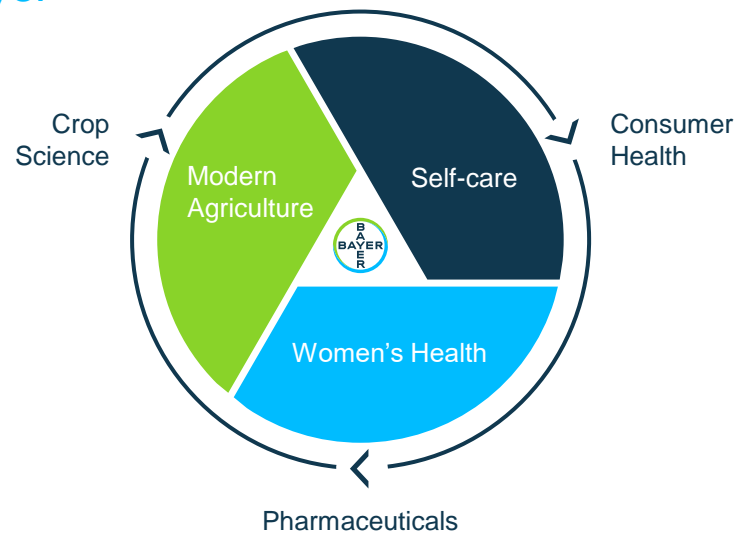 Crop
Science
Consumer
Health
Modern
Agriculture
Self-care
BAYER
BAYER
Women’s Health
Pharmaceuticals